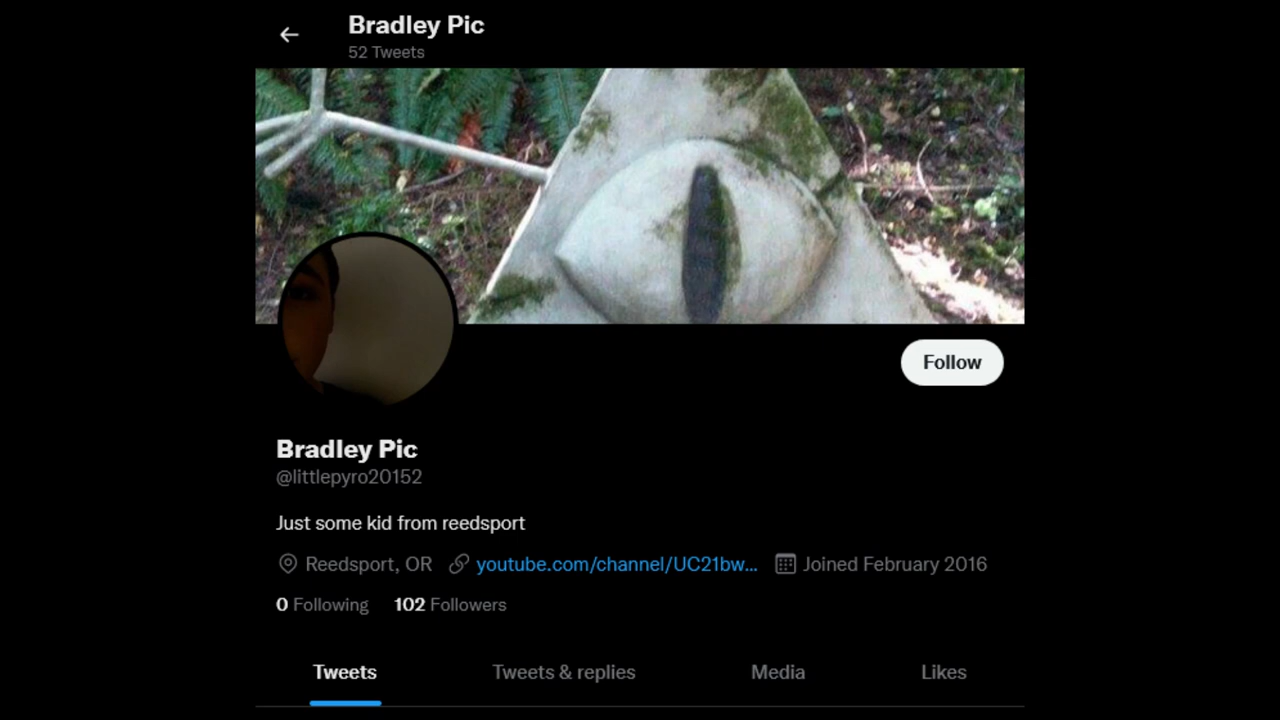 Bradley Pic
52 Tweets
Follow
Bradley Pic
@littlepyro20152
Just some kid from reedsport
Reedsport, OR youtube.com/channel/UC21bw... Joined February 2016
0 Following 102 Followers
Tweets Tweets & replies Media Likes